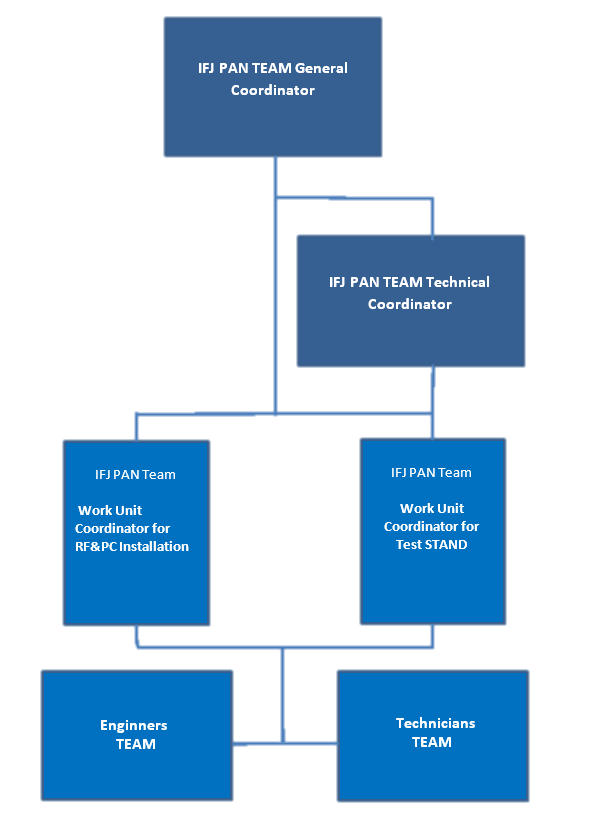 IFJ PAN TEAM General
Coordinator
IFJ PAN TEAM Technical
Coordinator
IFJ PAN Team
Work Unit
Coordinator for
RF&PC Installation
IFJ PAN Team
Work Unit
Coordinator for
Test STAND
Enginners
TEAM
Technicians
TEAM